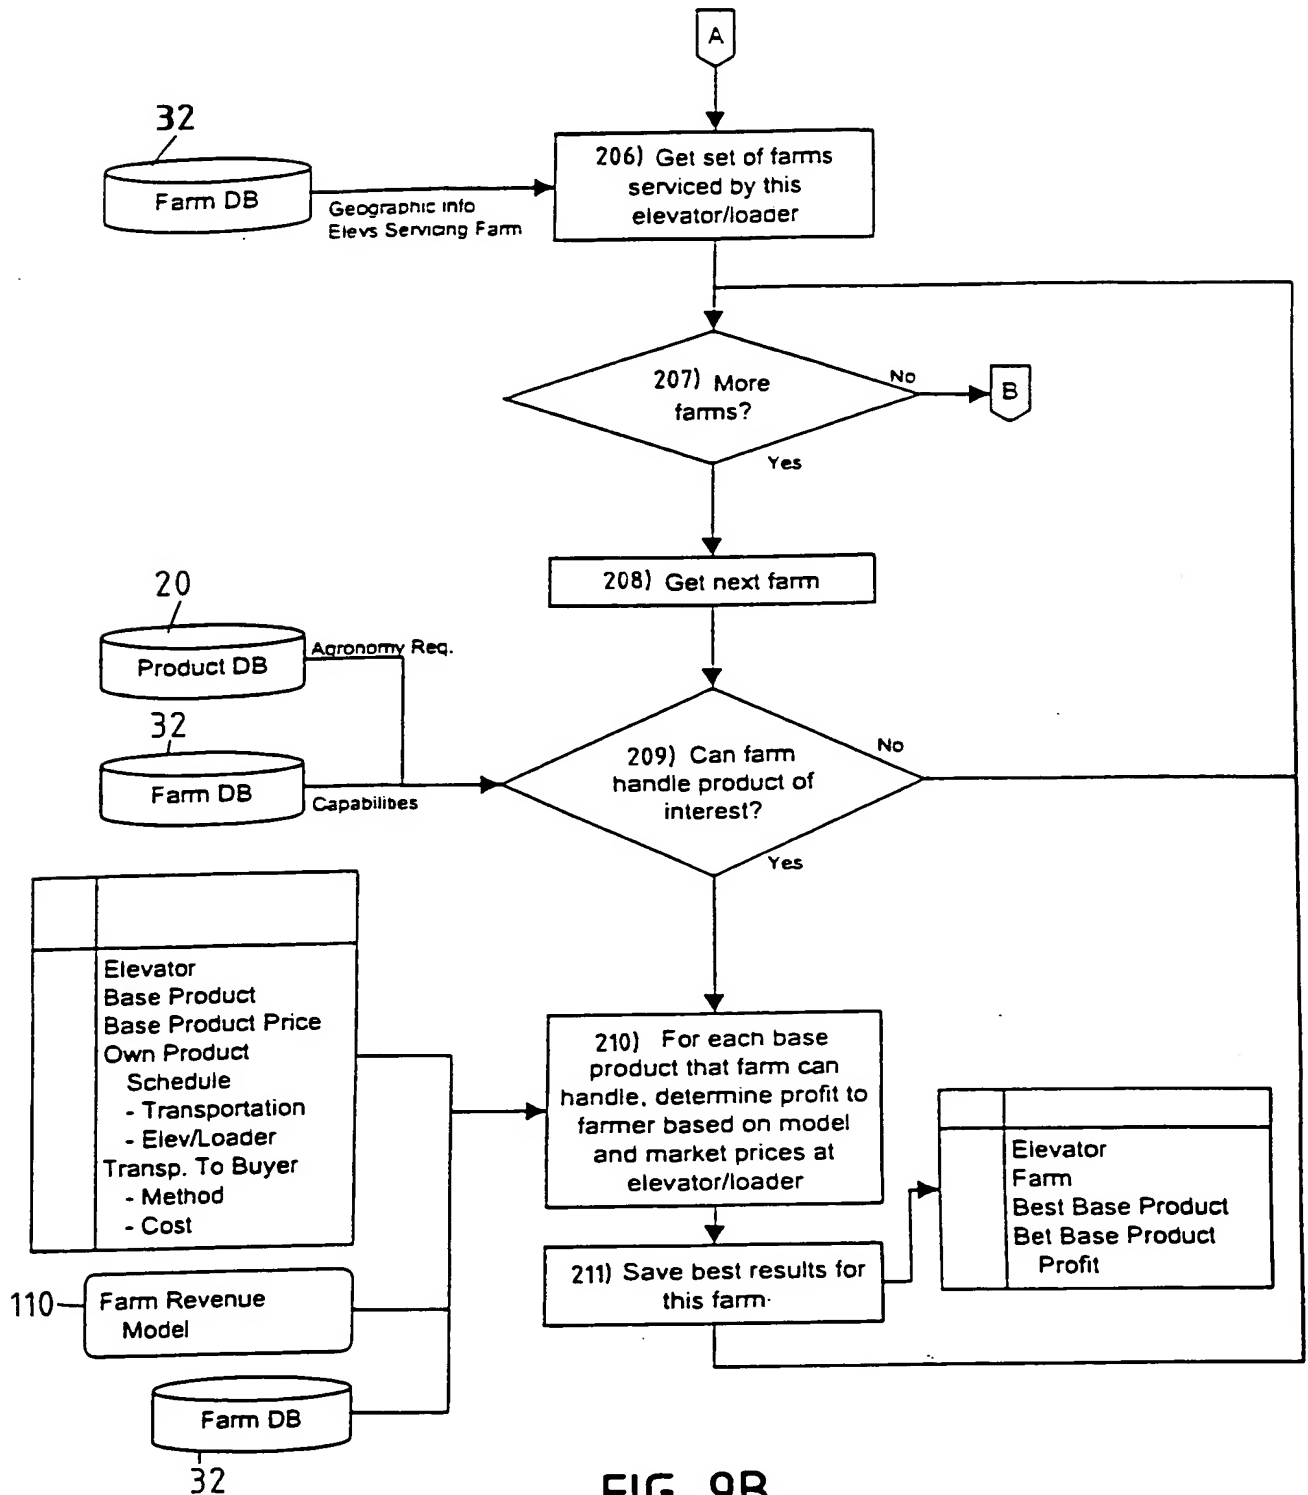 A
32
Farm DB
Geographic Info
Elevs Servicing Farm
206) Get set of farms
serviced by this
elevator/loader
207) More
farms?
No
B
Yes
208) Get next farm
20
Product DB
Agronomy Req.
32
Farm DB
Capabilities
209) Can farm
handle product of
interest?
No
Yes
Elevator
Base Product
Base Product Price
Own Product
Schedule
- Transportation
- Elev/Loader
Transp. To Buyer
- Method
- Cost
210) For each base
product that farm can
handle, determine profit to
farmer based on model
and market prices at
elevator/loader
Elevator
Farm
Best Base Product
Bet Base Product
Profit
211) Save best results for
this farm.
110
Farm Revenue
Model
Farm DB
32
FIG. 9B